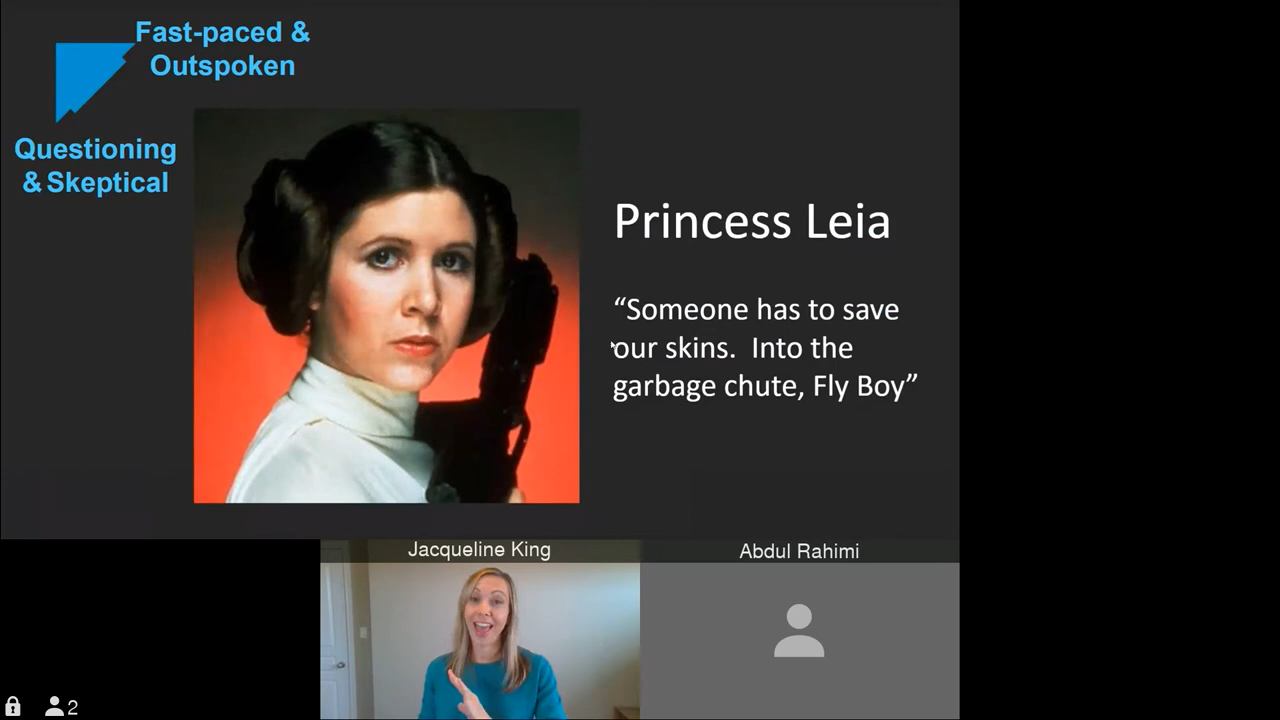 Fast-paced &
Outspoken
Questioning
& Skeptical
Princess Leia
“Someone has to save
our skins.  Into the
garbage chute, Fly Boy”
Jacqueline King
Abdul Rahimi
2